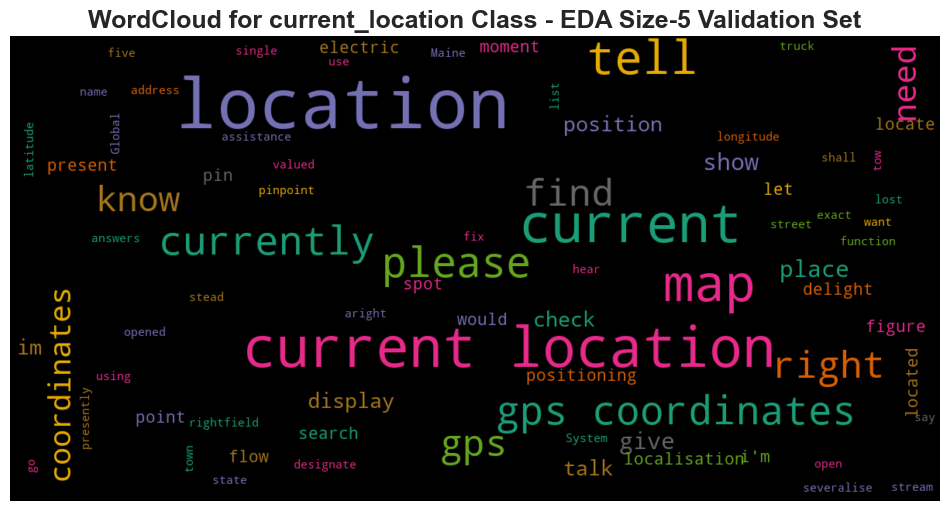 WordCloud for current_location Class - EDA Size-5 Validation Set
five
single
use
electric
Maine
moment
tell
truck
need
name
address
location
list
position
locate
latitude
Global
assistance
longitude
present
pin
valued
pinpoint
show
shall
tow
know
find
let
lost
answers
currently
fix
current
street
exact
want
function
please
spot
hear
map
place
delight
stead
coordinates
im
opened
aright
would
check
figure
current location
using
presently
positioning
right
located
point
rightfield
display
search
gps coordinates
say
go
town
flow
designate
state
gps
System
give
talk
localisation
i'm
open
severalise
stream